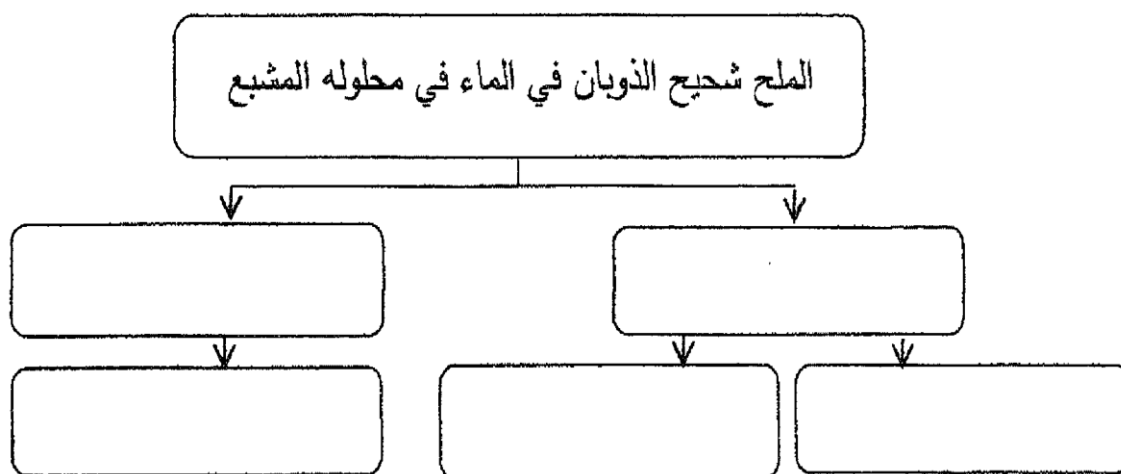 الملح شحيح الذوبان في الماء في محلوله المشبع